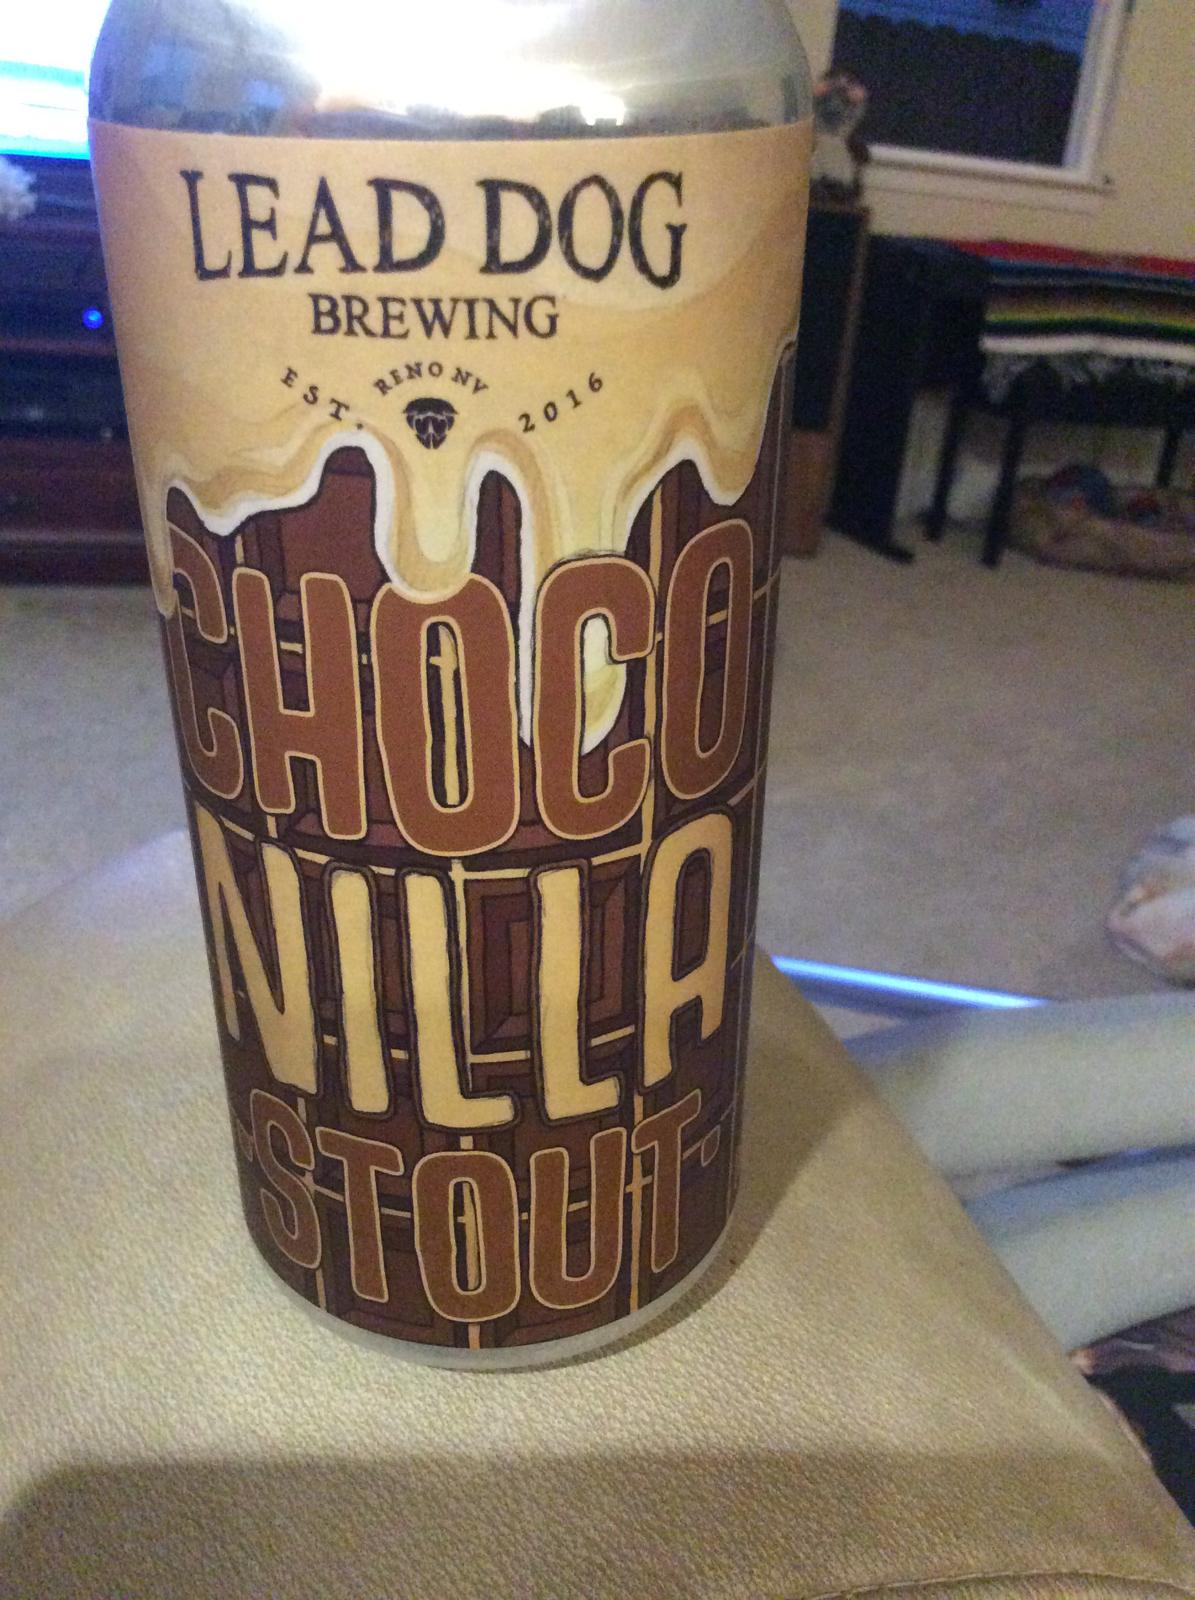 LEAD DOG
BREWING
EST. RENO NV 2016
CHOCO
NILLA
STOUT